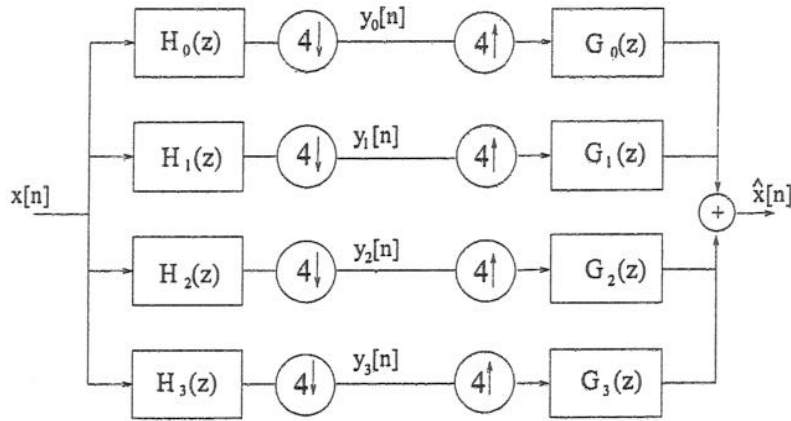 H₀(z) 4↓ y₀[n] 4↑ G₀(z)
H₁(z) 4↓ y₁[n] 4↑ G₁(z)
x[n] + x̂[n]
H₂(z) 4↓ y₂[n] 4↑ G₂(z)
H₃(z) 4↓ y₃[n] 4↑ G₃(z)